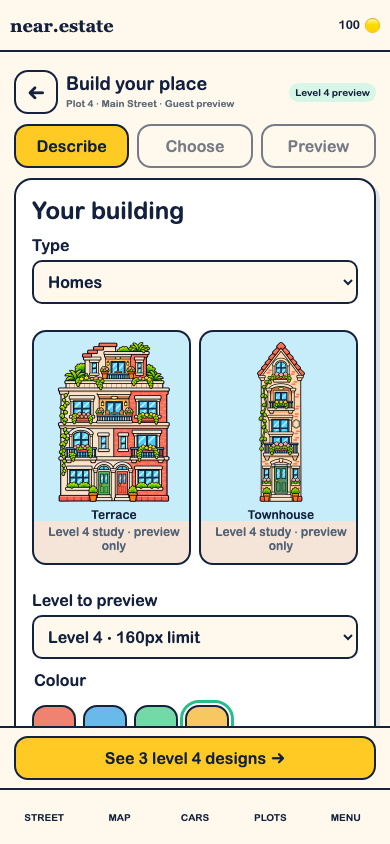 near.estate
100
Build your place
Plot 4 · Main Street · Guest preview
Level 4 preview
Describe
Choose
Preview
Your building
Type
Homes
Terrace
Level 4 study · preview
only
Townhouse
Level 4 study · preview
only
Level to preview
Level 4 · 160px limit
Colour
See 3 level 4 designs →
STREET
MAP
CARS
PLOTS
MENU